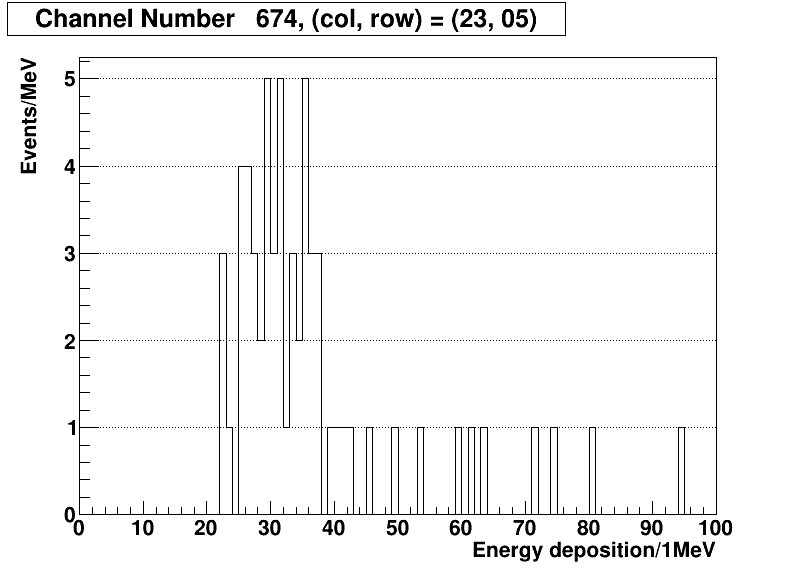 Channel Number   674, (col, row) = (23, 05)
Events/MeV
5
4
3
2
1
0
0 10 20 30 40 50 60 70 80 90 100
Energy deposition/1MeV